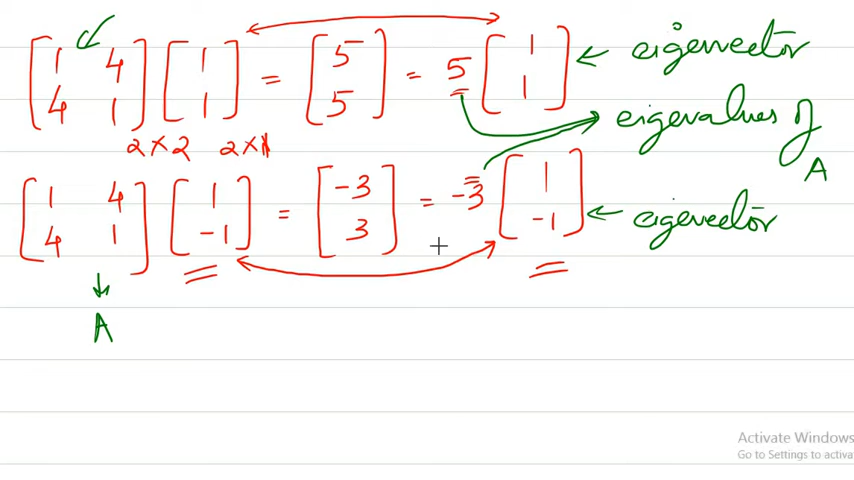 [1 4; 4 1] [1; 1] = [5; 5] = 5 [1; 1] ← eigenvector
eigenvalues of A
2×2 2×1
[1 4; 4 1] [1; -1] = [-3; 3] = -3 [1; -1] ← eigenvector
↓
A
Activate Windows
Go to Settings to activa